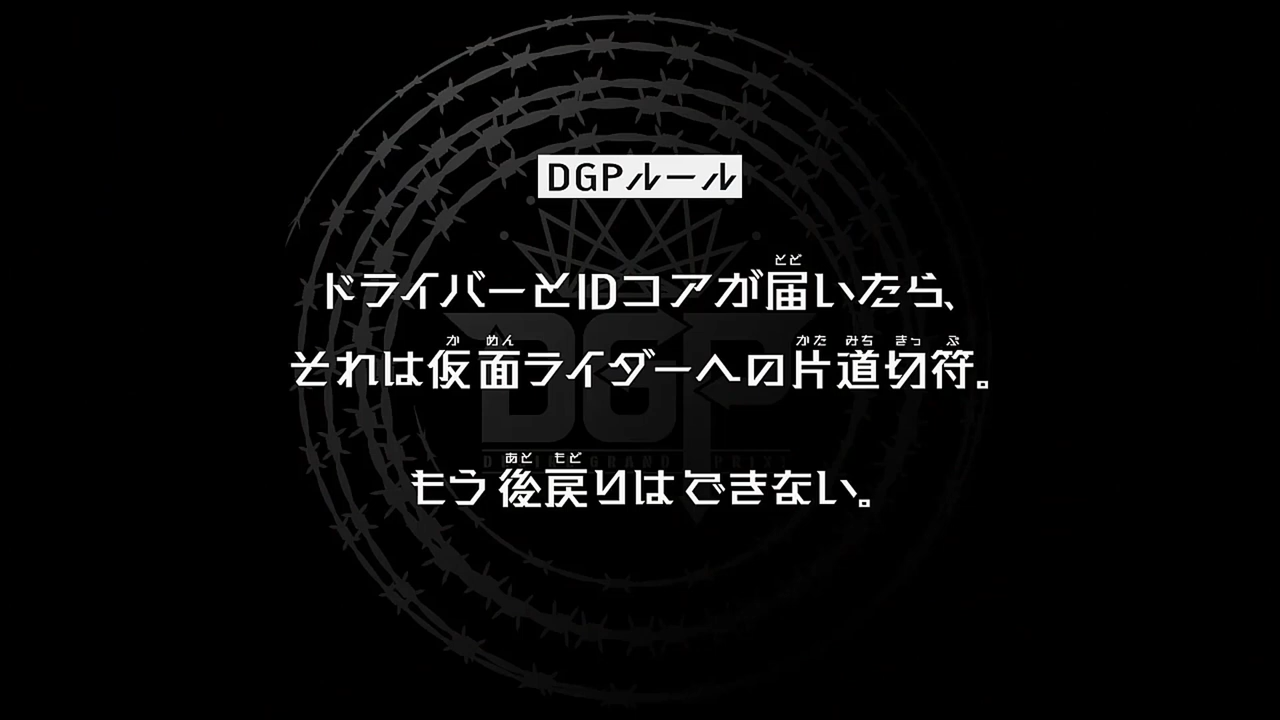 DGPルール
ドライバーとIDコアが届いたら、
それは仮面ライダーへの片道切符。
DGP
もう後戻りはできない。